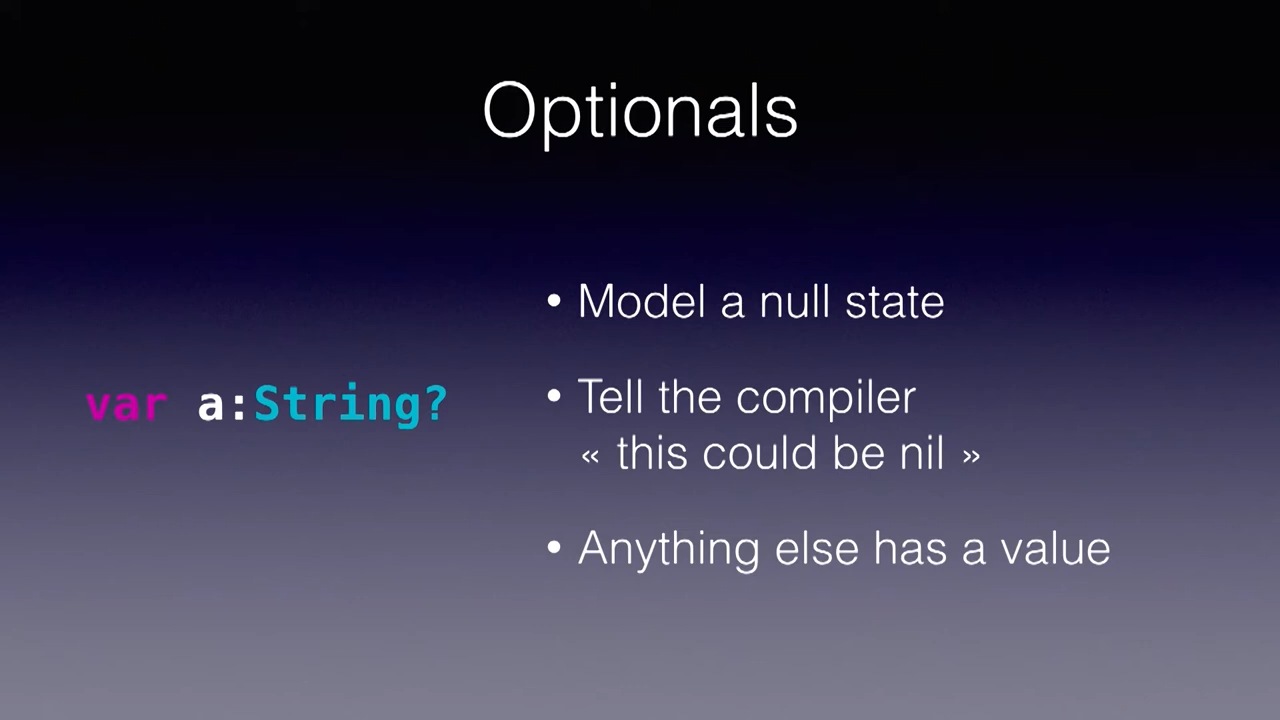 Optionals
var a:String?
• Model a null state
• Tell the compiler
« this could be nil »
• Anything else has a value